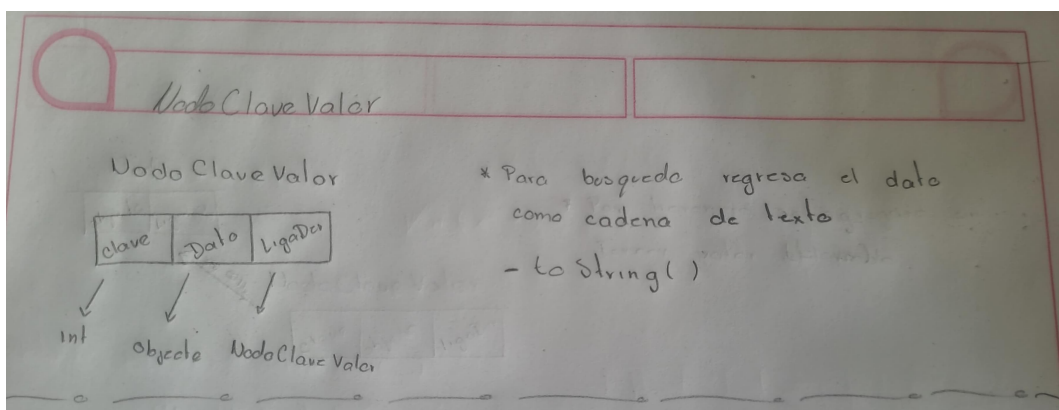 NodoClaveValor
NodoClaveValor
clave Dato LigaDer
int Objecto NodoClaveValor
* Para busqueda regresa el dato
como cadena de texto
- toString()